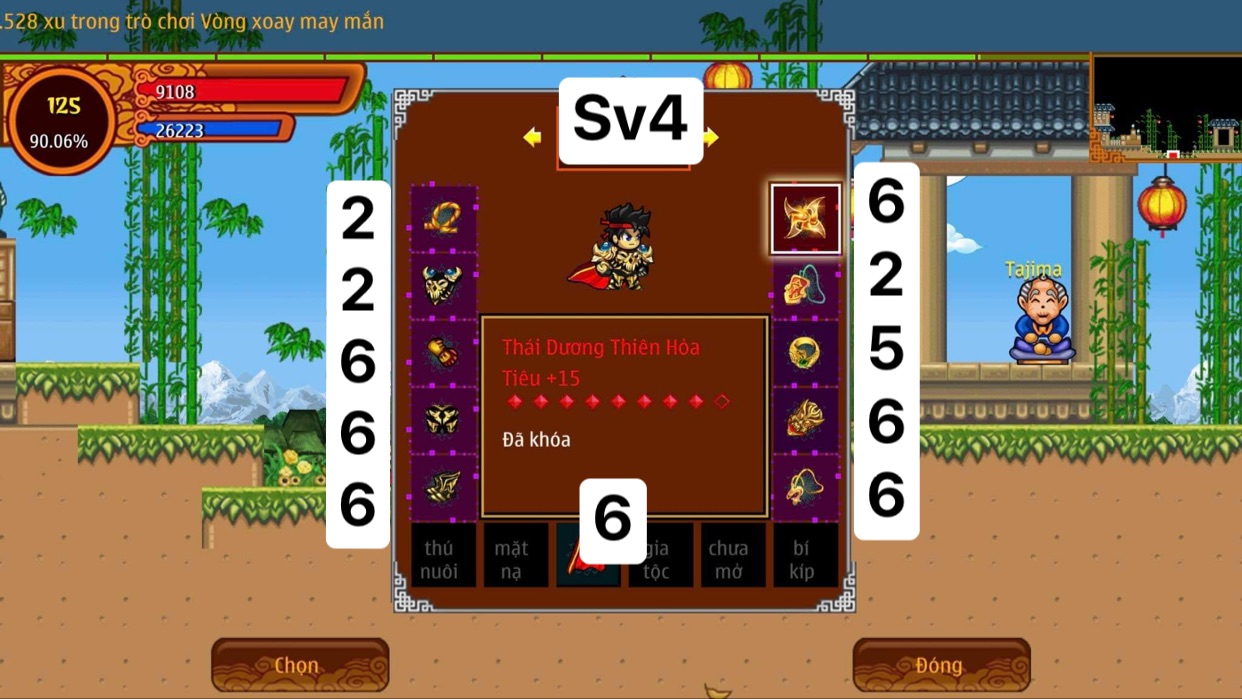 .528 xu trong trò chơi Vòng xoay may mắn
125
90.06%
9108
26223
Sv4
2
2
6
6
6
6
2
5
6
6
Tajima
Thái Dương Thiên Hỏa
Tiêu +15
Đã khóa
6
thú
nuôi
mặt
nạ
tộc
chưa
mở
bí
kíp
Chọn
Đóng